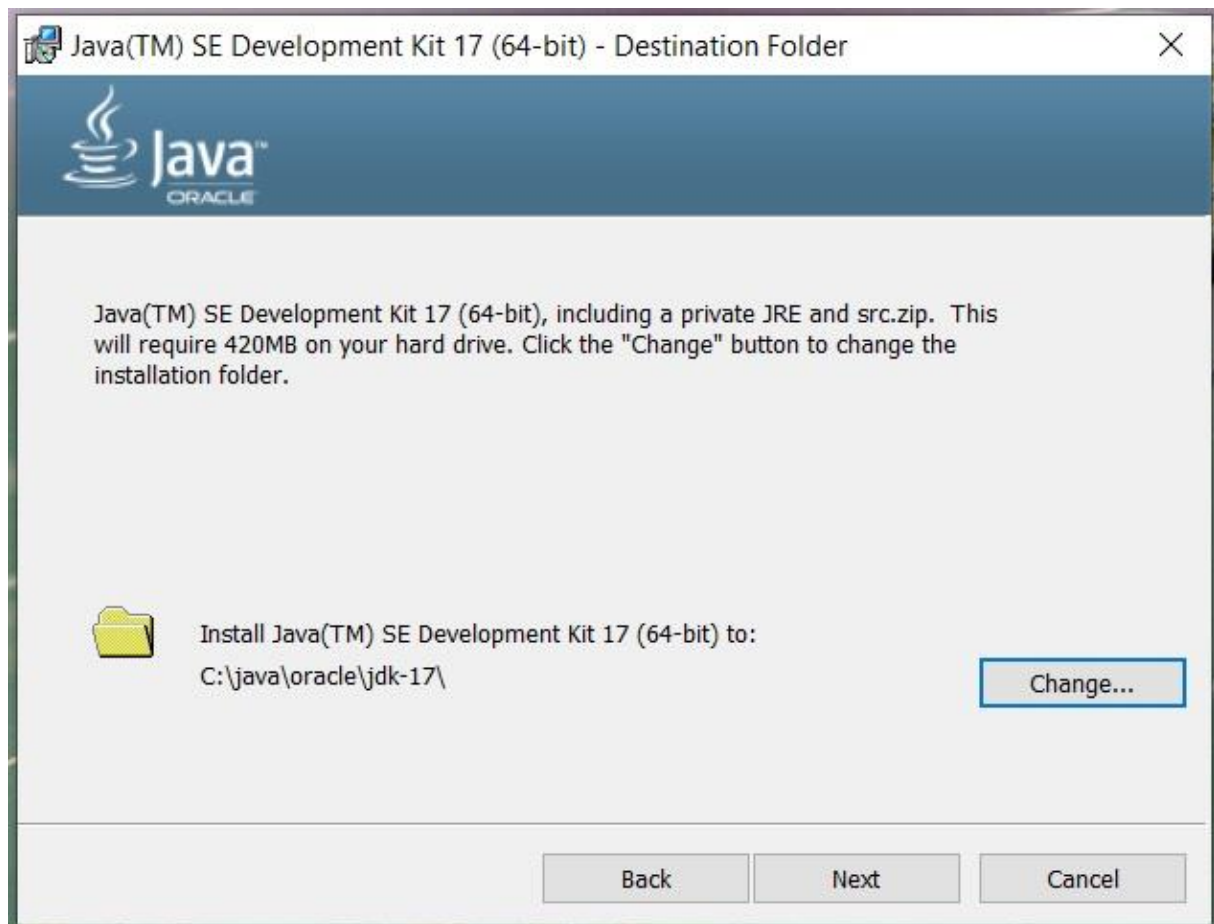 Java(TM) SE Development Kit 17 (64-bit) - Destination Folder
Java™
ORACLE
Java(TM) SE Development Kit 17 (64-bit), including a private JRE and src.zip. This
will require 420MB on your hard drive. Click the "Change" button to change the
installation folder.
Install Java(TM) SE Development Kit 17 (64-bit) to:
C:\java\oracle\jdk-17\
Change...
Back
Next
Cancel